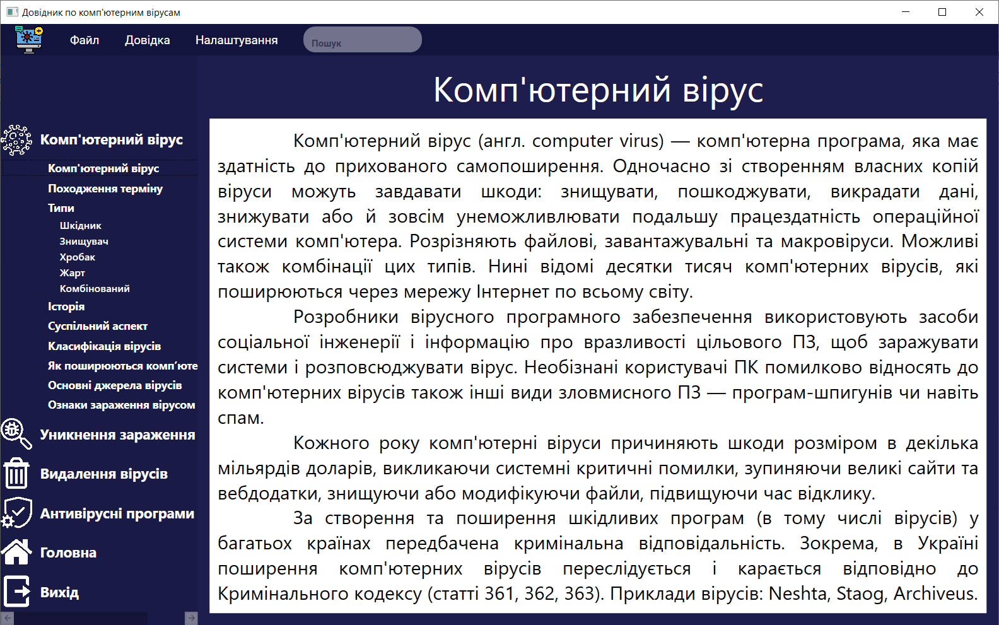 Довідник по комп'ютерним вірусам
Файл Довідка Налаштування Пошук
Комп'ютерний вірус
Комп'ютерний вірус
Походження терміну
Типи
Шкідник
Знищувач
Хробак
Жарт
Комбінований
Історія
Суспільний аспект
Класифікація вірусів
Як поширюються комп’юте
Основні джерела вірусів
Ознаки зараження вірусом
Уникнення зараження
Видалення вірусів
Антивірусні програми
Головна
Вихід
Комп'ютерний вірус
Комп'ютерний вірус (англ. computer virus) — комп'ютерна програма, яка має
здатність до прихованого самопоширення. Одночасно зі створенням власних копій
віруси можуть завдавати шкоди: знищувати, пошкоджувати, викрадати дані,
знижувати або й зовсім унеможливлювати подальшу працездатність операційної
системи комп'ютера. Розрізняють файлові, завантажувальні та макровіруси. Можливі
також комбінації цих типів. Нині відомі десятки тисяч комп'ютерних вірусів, які
поширюються через мережу Інтернет по всьому світу.
Розробники вірусного програмного забезпечення використовують засоби
соціальної інженерії і інформацію про вразливості цільового ПЗ, щоб заражувати
системи і розповсюджувати вірус. Необізнані користувачі ПК помилково відносять до
комп'ютерних вірусів також інші види зловмисного ПЗ — програм-шпигунів чи навіть
спам.
Кожного року комп'ютерні віруси причиняють шкоди розміром в декілька
мільярдів доларів, викликаючи системні критичні помилки, зупиняючи великі сайти та
вебдодатки, знищуючи або модифікуючи файли, підвищуючи час відклику.
За створення та поширення шкідливих програм (в тому числі вірусів) у
багатьох країнах передбачена кримінальна відповідальність. Зокрема, в Україні
поширення комп'ютерних вірусів переслідується і карається відповідно до
Кримінального кодексу (статті 361, 362, 363). Приклади вірусів: Neshta, Staog, Archiveus.